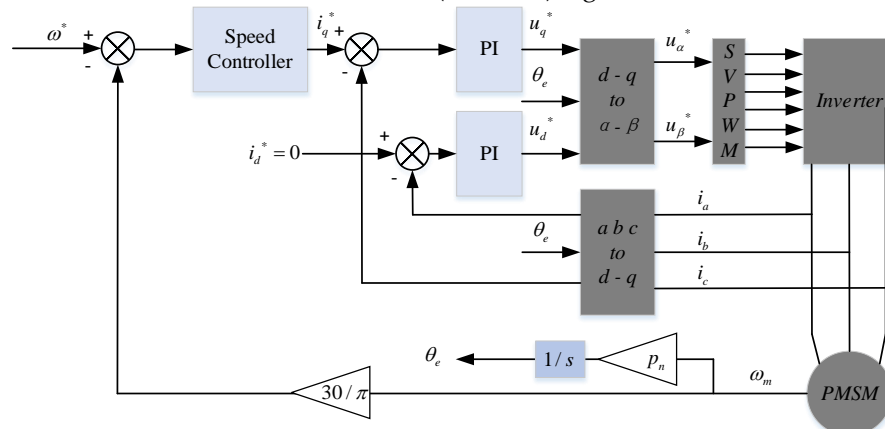 ω*
+
-
Speed
Controller
i_q*
+
-
PI
u_q*
θ_e
u_d*
d - q
to
α - β
u_α*
u_β*
S
V
P
W
M
Inverter
i_d* = 0
+
-
PI
θ_e
a b c
to
d - q
i_a
i_b
i_c
θ_e
1/s
p_n
30/π
ω_m
PMSM